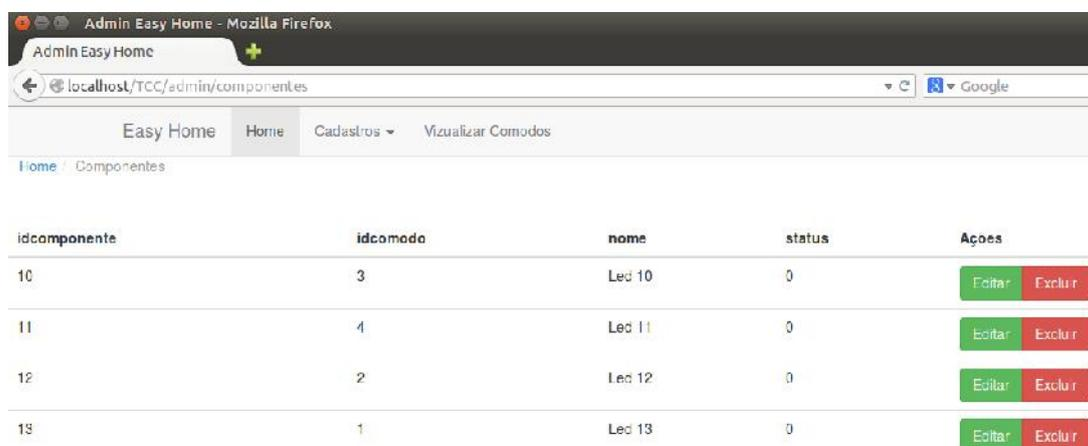 Admin Easy Home - Mozilla Firefox
Admin Easy Home
localhost/TCC/admin/componentes
Google
Easy Home Home Cadastros Vizualizar Comodos
Home / Componentes
idcomponente idcomodo nome status Ações
10 3 Led 10 0 Editar Excluir
11 4 Led 11 0 Editar Excluir
12 2 Led 12 0 Editar Excluir
13 1 Led 13 0 Editar Excluir